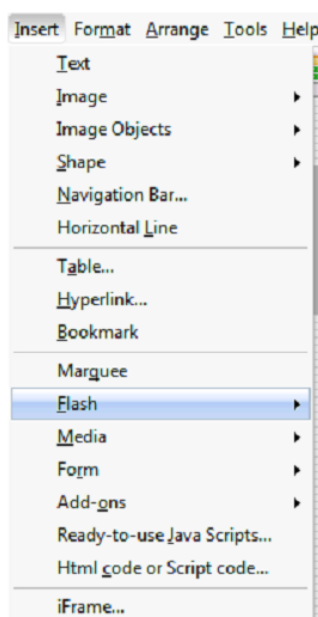 Insert Format Arrange Tools Help
Text
Image
Image Objects
Shape
Navigation Bar...
Horizontal Line
Table...
Hyperlink...
Bookmark
Marquee
Flash
Media
Form
Add-ons
Ready-to-use Java Scripts...
Html code or Script code...
iFrame...